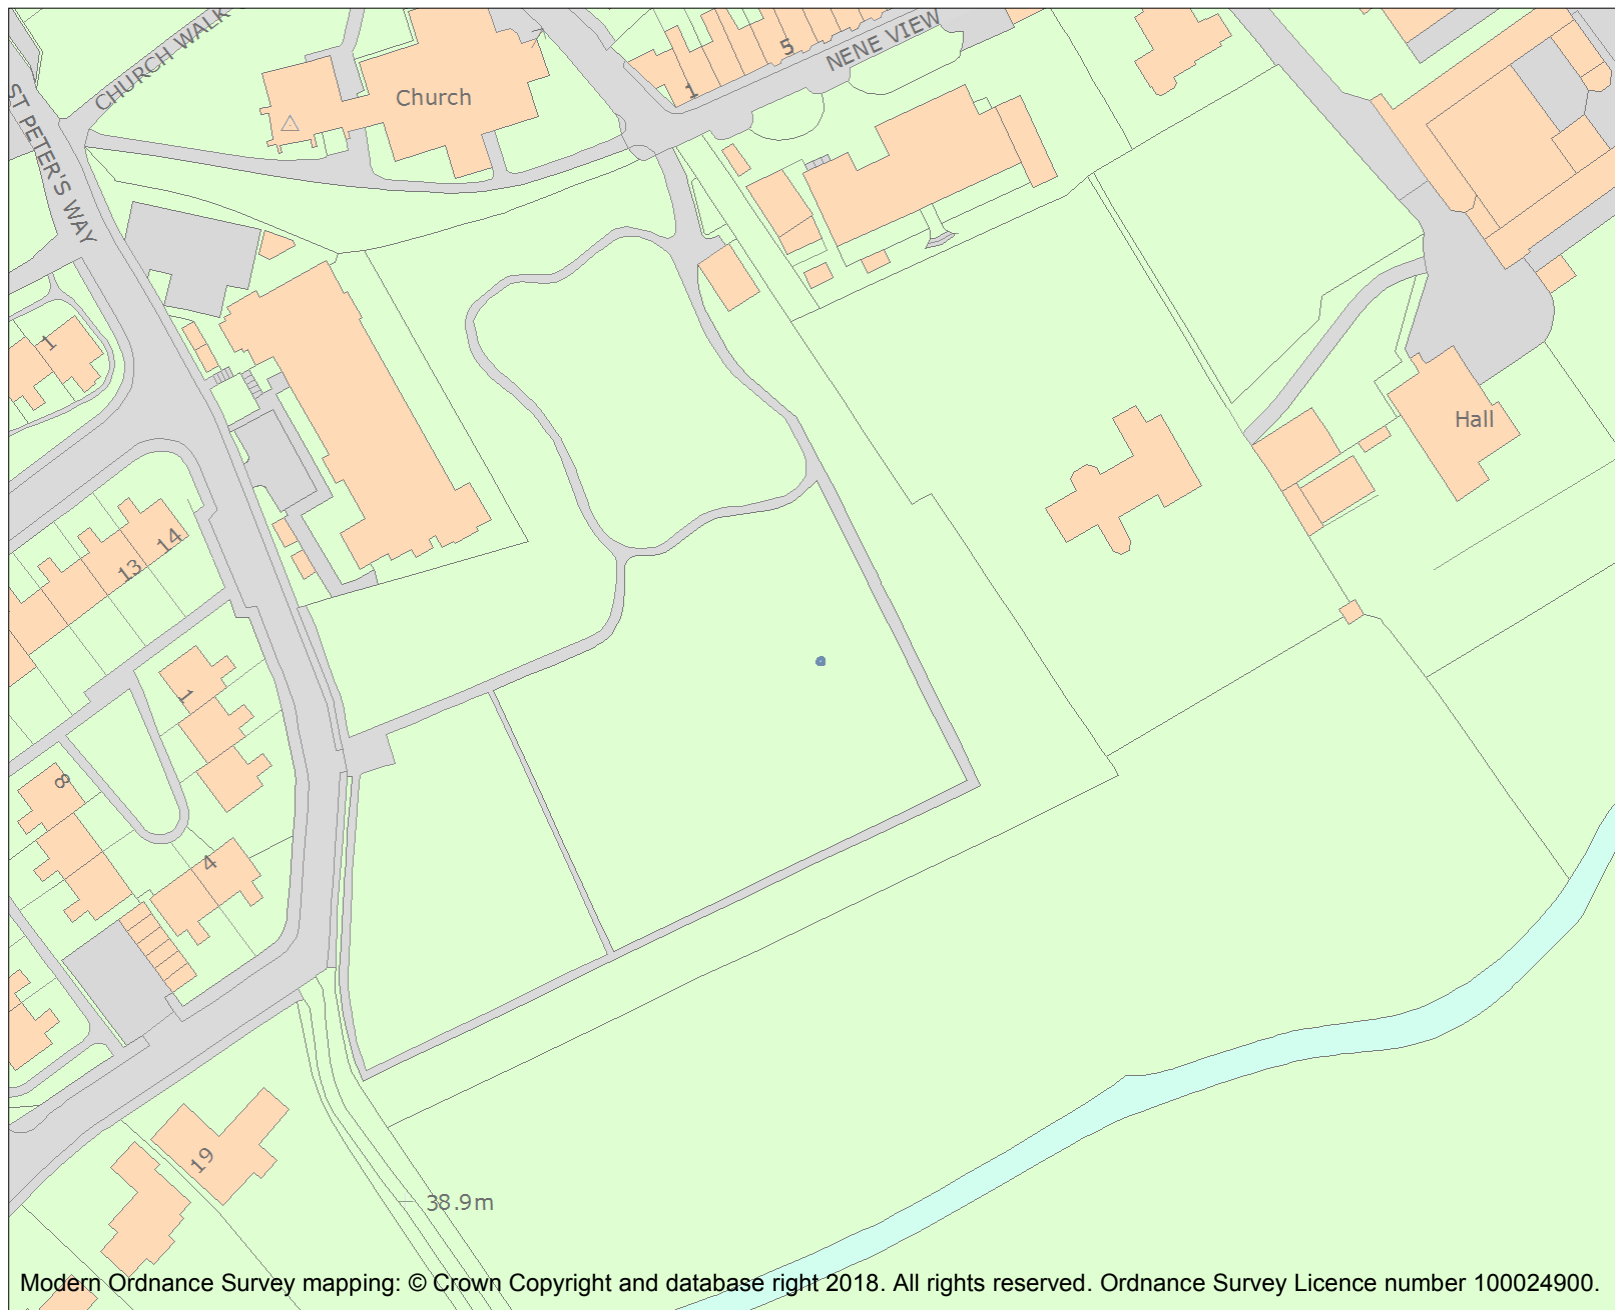 CHURCH WALK
ST PETER'S WAY
Church
5
NENE VIEW
1
1
Hall
14
13
1
8
4
19
38.9m
Modern Ordnance Survey mapping: © Crown Copyright and database right 2018. All rights reserved. Ordnance Survey Licence number 100024900.